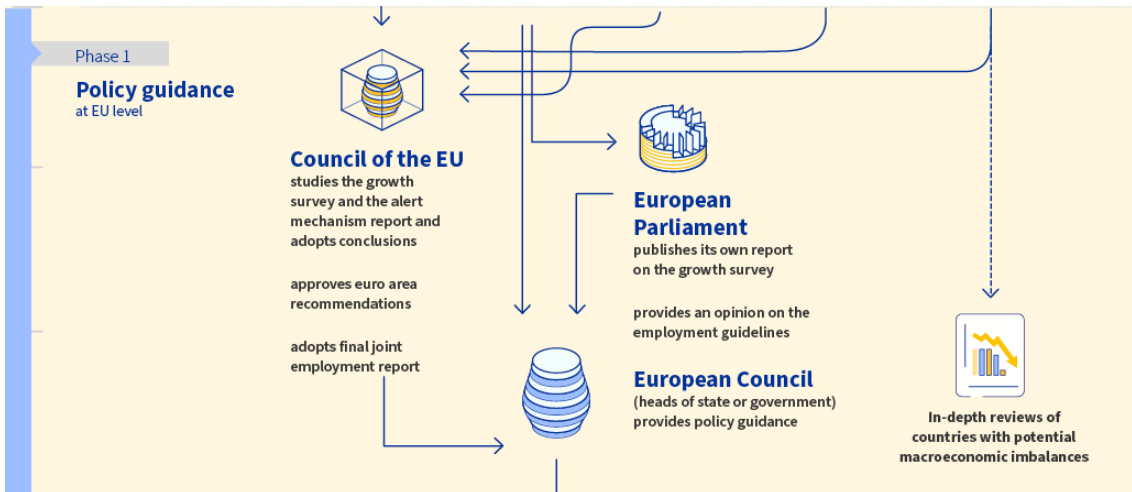 Phase 1
Policy guidance
at EU level
Council of the EU
studies the growth
survey and the alert
mechanism report and
adopts conclusions
approves euro area
recommendations
adopts final joint
employment report
European
Parliament
publishes its own report
on the growth survey
provides an opinion on the
employment guidelines
European Council
(heads of state or government)
provides policy guidance
In-depth reviews of
countries with potential
macroeconomic imbalances